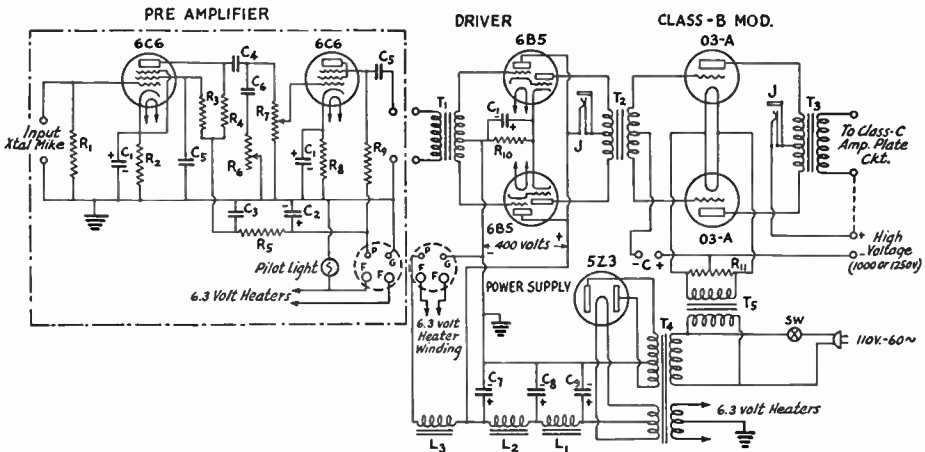 PRE AMPLIFIER
DRIVER
CLASS-B MOD.
6C6
6C6
6B5
03-A
C4
C5
C6
R3
R4
R7
T1
C1
R10
J
T2
J
T3
Input
Xtal Mike
R1
C1
R2
C5
R6
C1
R8
R9
To Class-C
Amp. Plate
Ckt.
6B5
03-A
C3
C2
R5
400 volts
-C+
R11
High
Voltage
(1000 or 1250V)
Pilot Light
P
G
F
F
P
G
F
F
POWER SUPPLY
5Z3
T5
6.3 Volt Heaters
6.3 volt
Heater
Winding
T4
SW
110V.-60~
C7
C8
C9
6.3 volt Heaters
L3
L2
L1